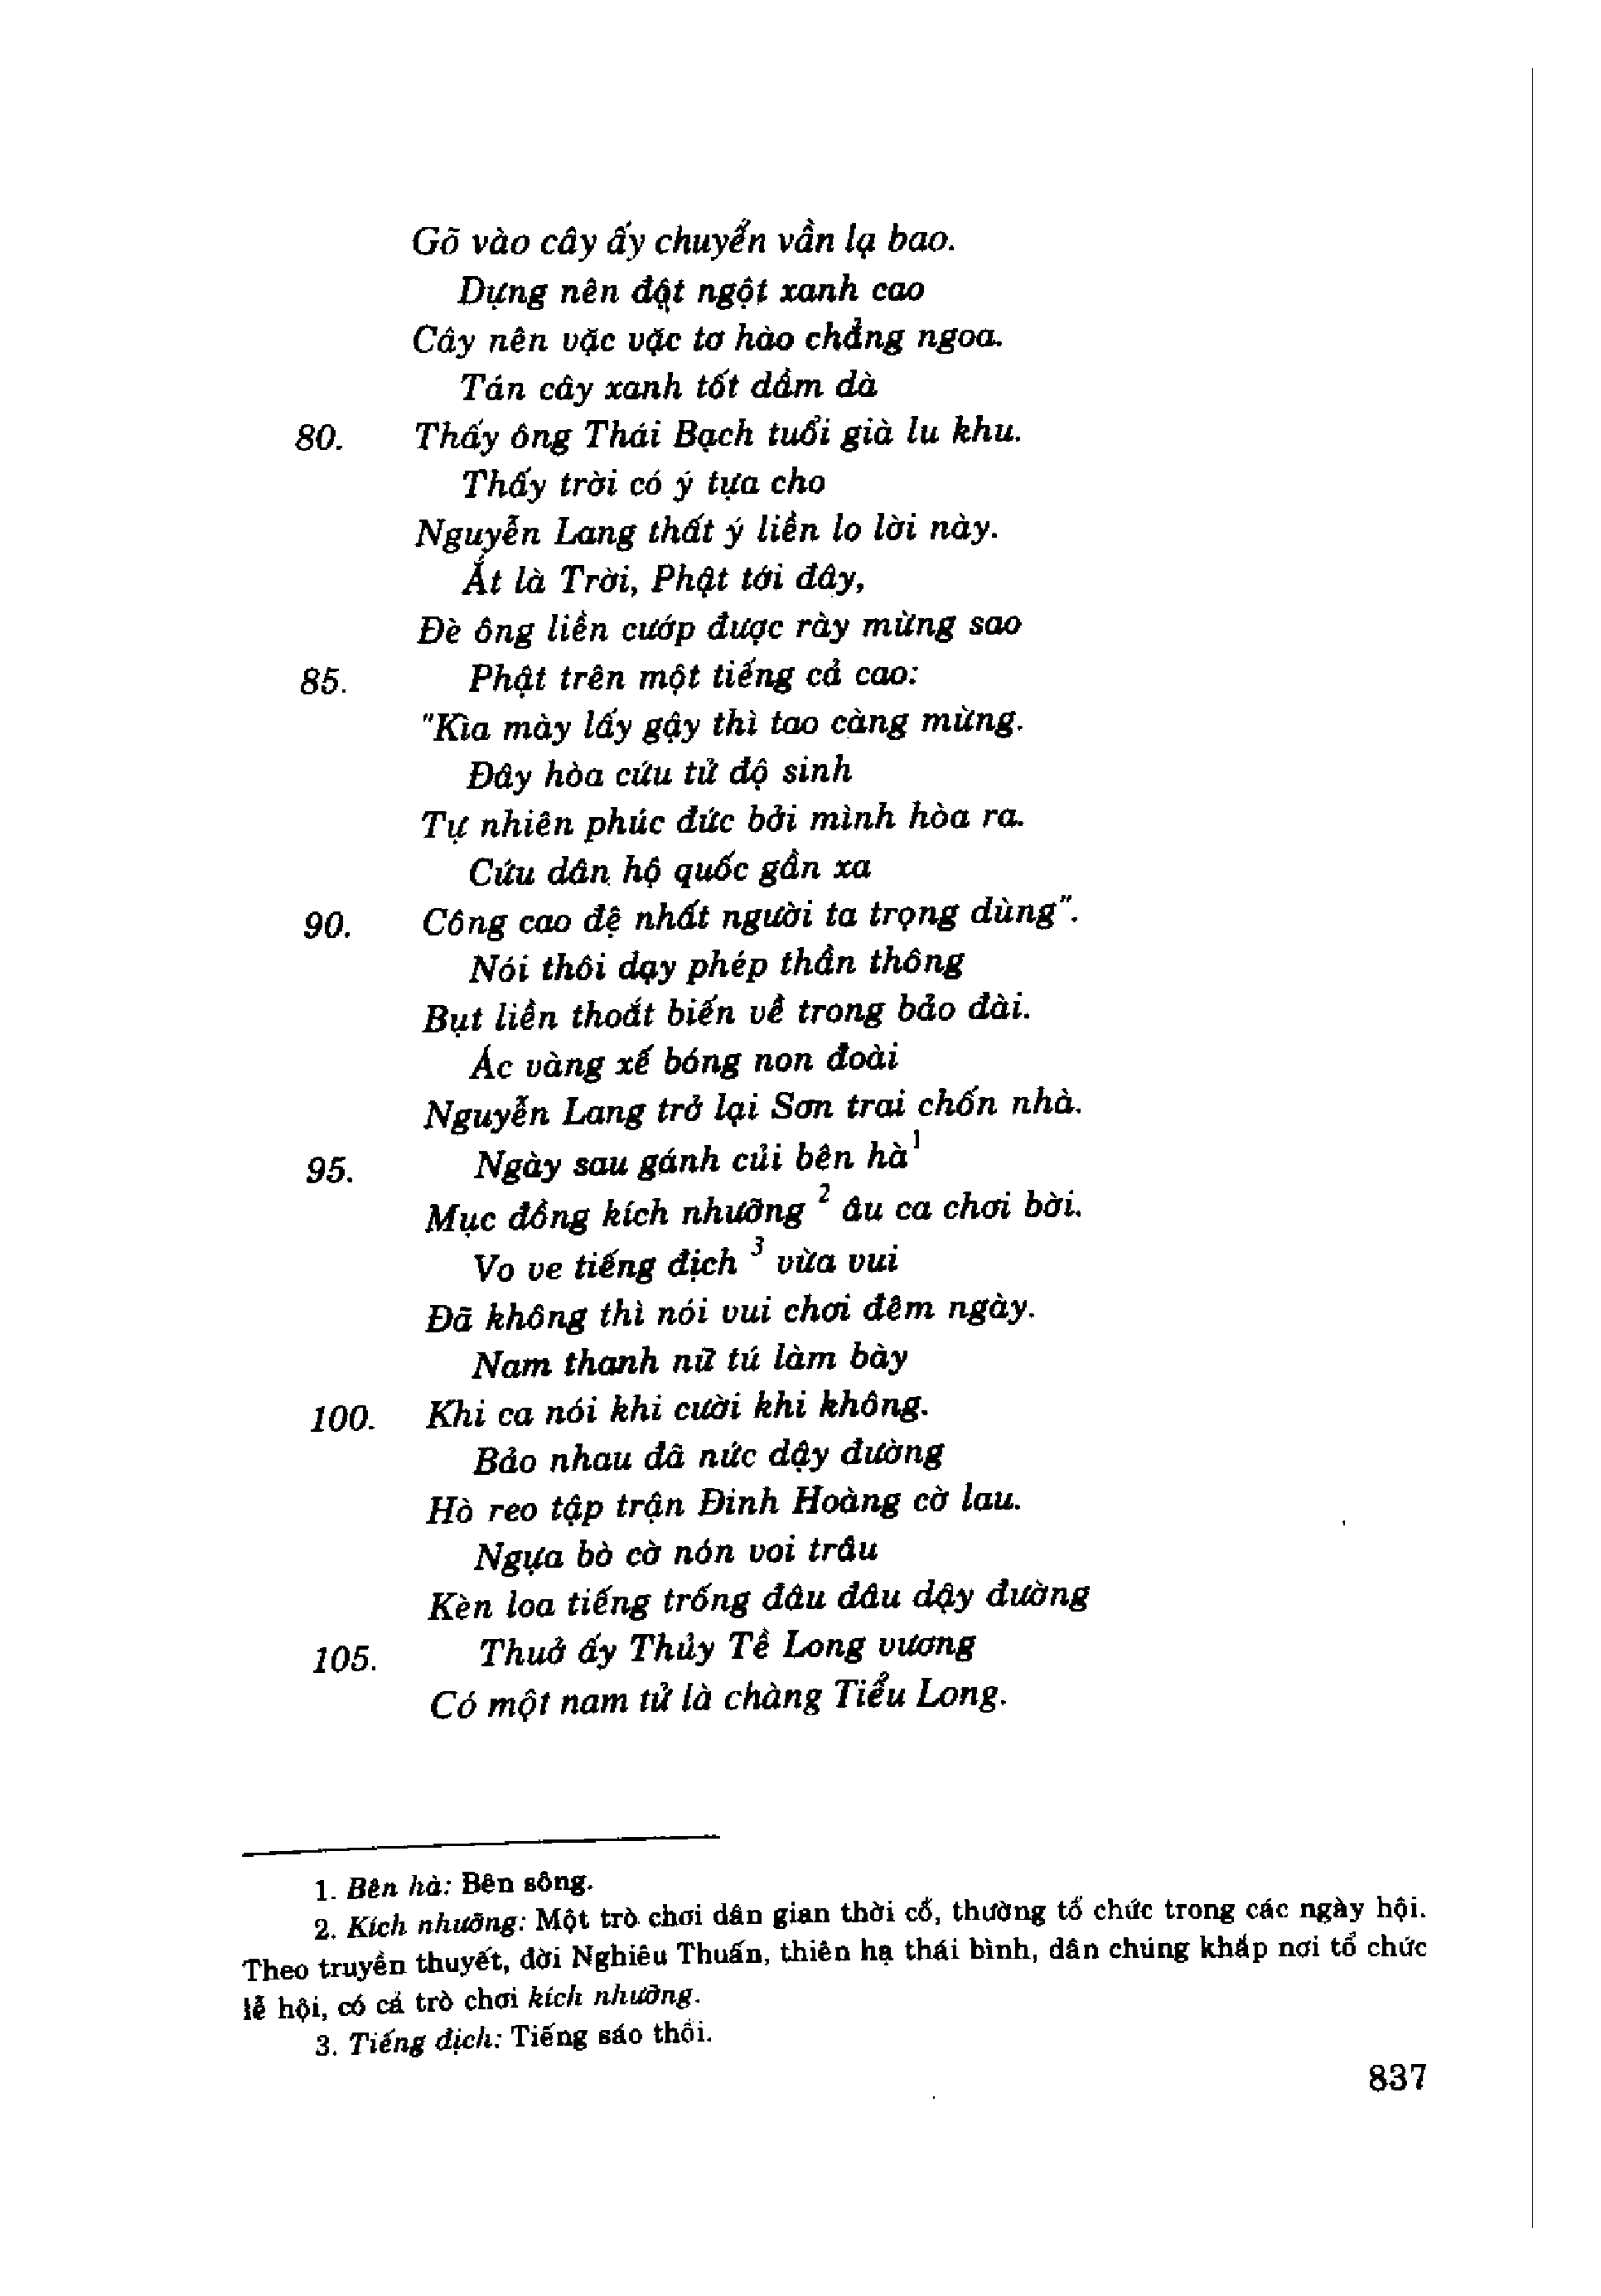 Gõ vào cây ấy chuyển vần lạ bao.
Dựng nên đột ngột xanh cao
Cây nên vặc vặc tơ hào chẳng ngoa.
Tán cây xanh tốt dầm dà
80. Thấy ông Thái Bạch tuổi già lu khu.
Thấy trời có ý tựa cho
Nguyễn Lang thất ý liền lo lời này.
Ắt là Trời, Phật tới đây,
Đè ông liền cướp được rày mừng sao
85. Phật trên một tiếng cả cao:
"Kìa mày lấy gậy thì tao càng mừng.
Đây hòa cứu tử độ sinh
Tự nhiên phúc đức bởi mình hòa ra.
Cứu dân hộ quốc gần xa
90. Công cao đệ nhất người ta trọng dùng".
Nói thôi dạy phép thần thông
Bụt liền thoắt biến về trong bảo đài.
Ác vàng xế bóng non đoài
Nguyễn Lang trở lại Sơn trai chốn nhà.
95. Ngày sau gánh củi bên hà 1
Mục đồng kích nhưỡng 2 âu ca chơi bời.
Vo ve tiếng địch 3 vừa vui
Đã không thì nói vui chơi đêm ngày.
Nam thanh nữ tú làm bày
100. Khi ca nói khi cười khi không.
Bảo nhau đã nức dậy đường
Hò reo tập trận Đinh Hoàng cờ lau.
Ngựa bò cờ nón voi trâu
Kèn loa tiếng trống đâu đâu dậy đường
105. Thuở ấy Thủy Tề Long vương
Có một nam tử là chàng Tiểu Long.
1. Bên hà: Bên sông.
2. Kích nhưỡng: Một trò chơi dân gian thời cổ, thường tổ chức trong các ngày hội.
Theo truyền thuyết, đời Nghiêu Thuấn, thiên hạ thái bình, dân chúng khắp nơi tổ chức
lễ hội, có cả trò chơi kích nhưỡng.
3. Tiếng địch: Tiếng sáo thổi.
837